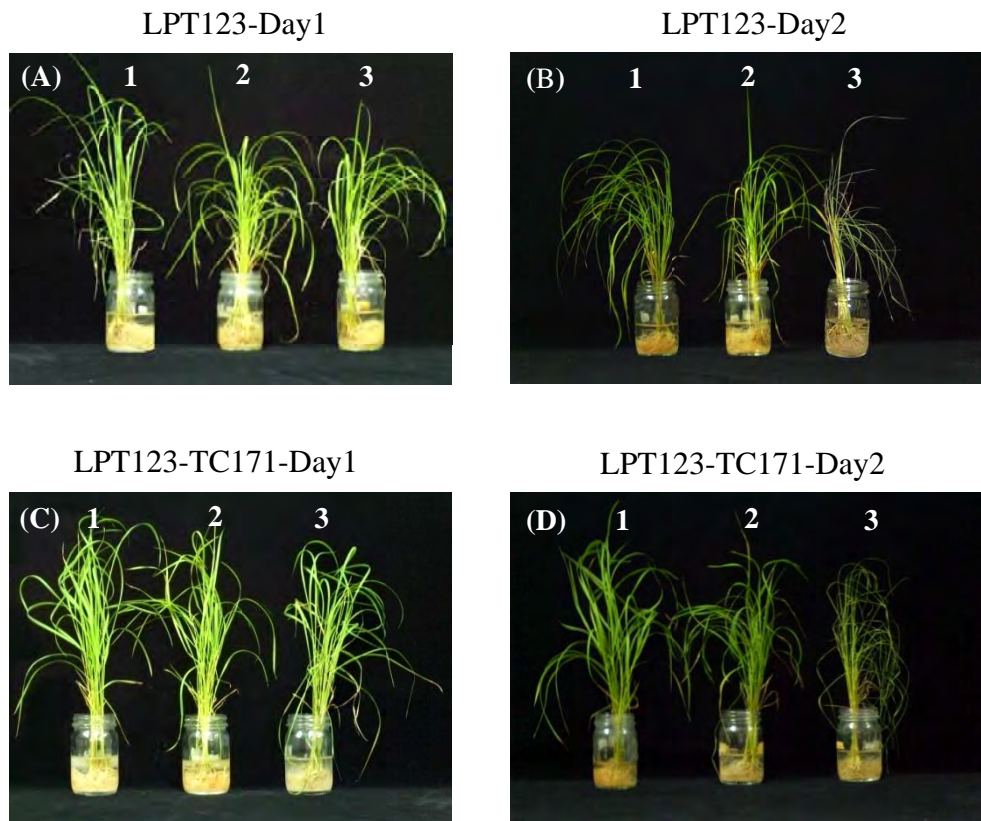 LPT123-Day1
LPT123-Day2
(A) 1 2 3
(B) 1 2 3
LPT123-TC171-Day1
LPT123-TC171-Day2
(C) 1 2 3
(D) 1 2 3